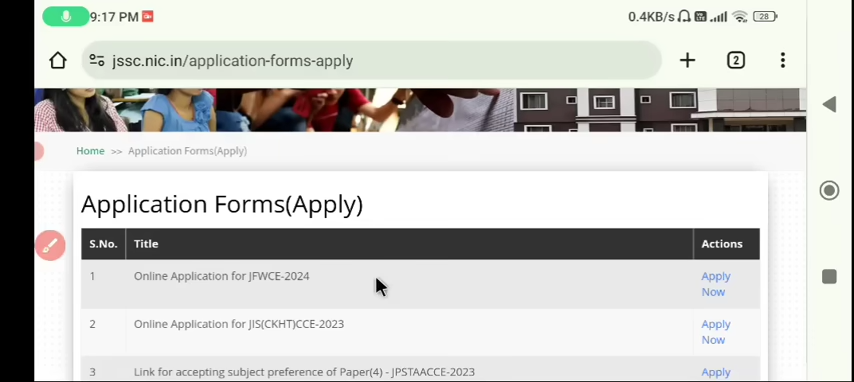 9:17 PM
0.4KB/s 28
jssc.nic.in/application-forms-apply
2
Home >> Application Forms(Apply)
Application Forms(Apply)
S.No. Title Actions
1 Online Application for JFWCE-2024 Apply Now
2 Online Application for JIS(CKHT)CCE-2023 Apply Now
3 Link for accepting subject preference of Paper(4) - JPSTAACCE-2023 Apply